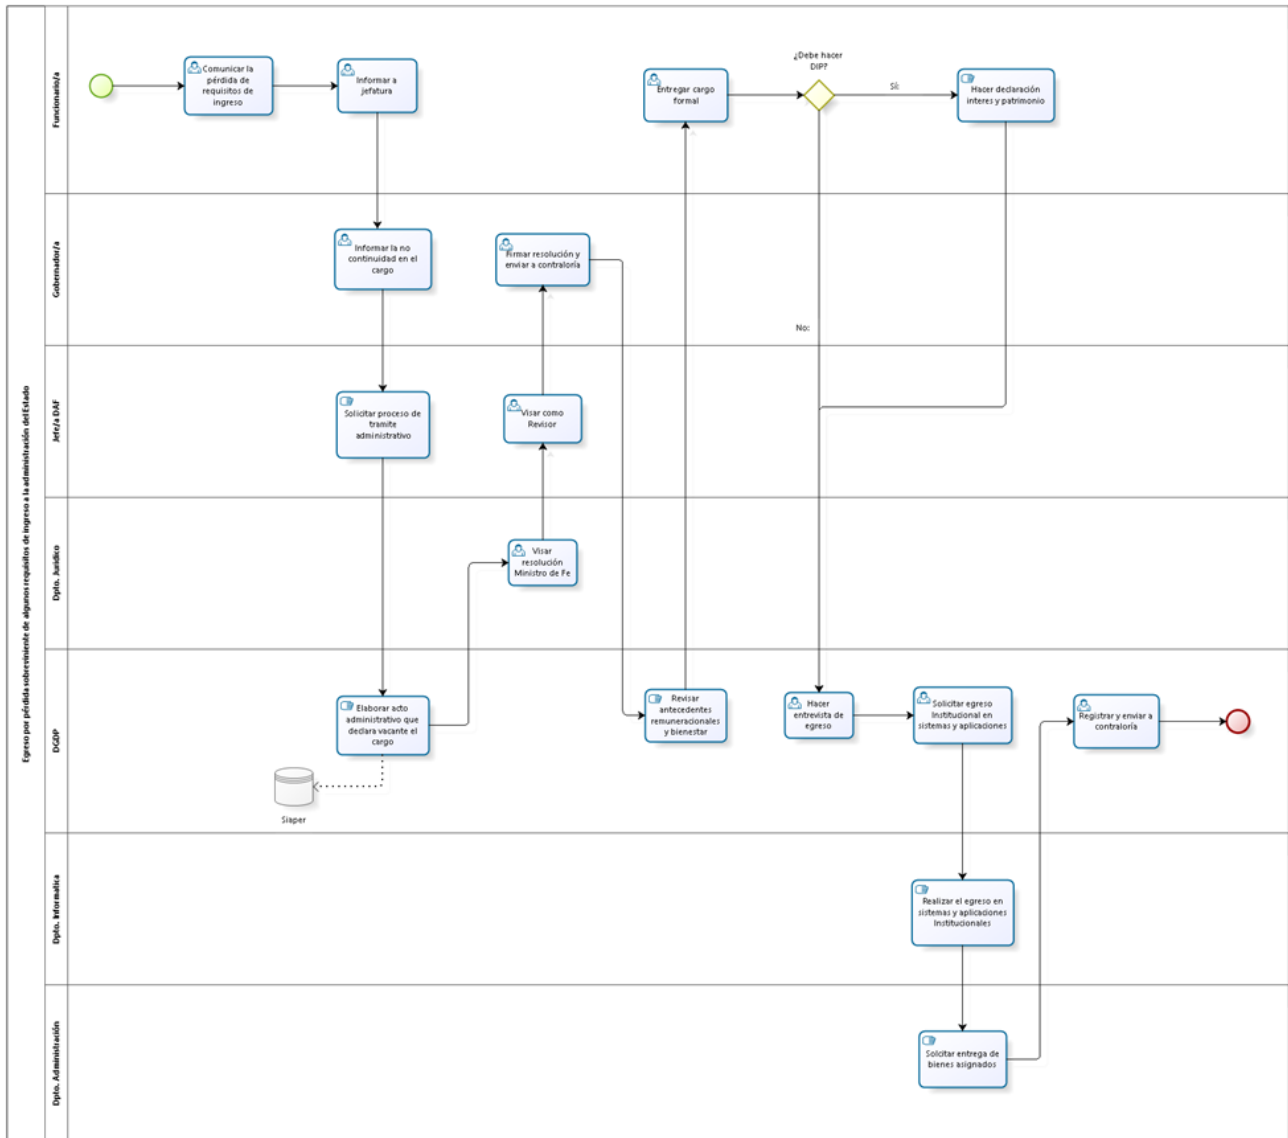 Egreso por pérdida sobreviniente de algunos requisitos de ingreso a la administración del Estado
Funcionario/a
Comunicar la
pérdida de
requisitos de
ingreso
Informar a
jefatura
Entregar cargo
formal
¿Debe hacer
DIP?
Sí:
Hacer declaración
interes y patrimonio
No:
Gobernador/a
Informar la no
continuidad en el
cargo
Firmar resolución y
enviar a contraloría
Jefe/a DAF
Solicitar proceso de
tramite
administrativo
Visar como
Revisor
Dpto. Jurídico
Visar
resolución
Ministro de Fe
DGDP
Elaborar acto
administrativo que
declara vacante el
cargo
Siaper
Revisar
antecedentes
remuneracionales
y bienestar
Hacer
entrevista de
egreso
Solicitar egreso
Institucional en
sistemas y aplicaciones
Registrar y enviar a
contraloría
Dpto. Informatica
Realizar el egreso en
sistemas y aplicaciones
Institucionales
Dpto. Administración
Solcitar entrega de
bienes asignados